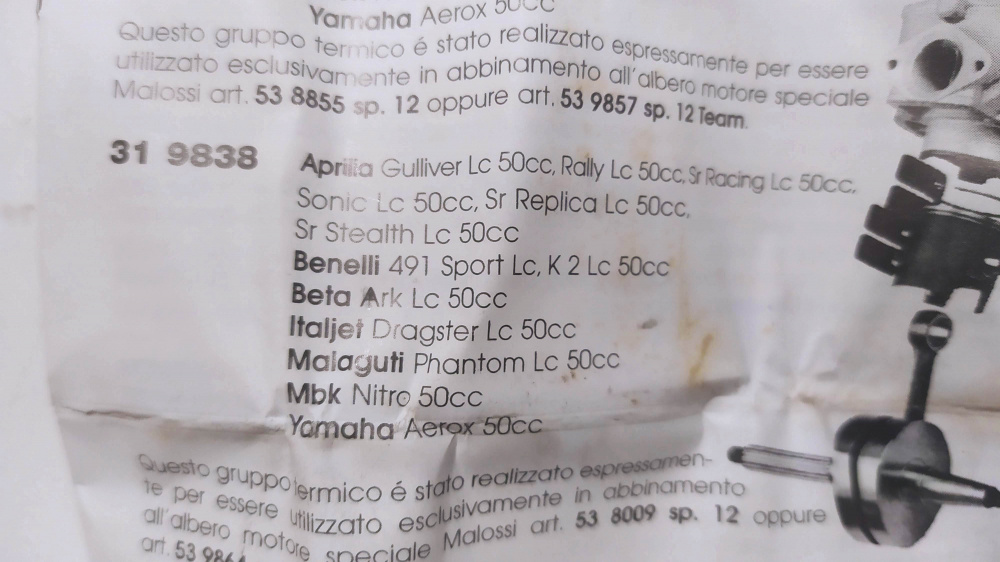 Yamaha Aerox 50cc
Questo gruppo termico é stato realizzato espressamente per essere
utilizzato esclusivamente in abbinamento all'albero motore speciale
Malossi art. 53 8855 sp. 12 oppure art. 53 9857 sp. 12 Team.
31 9838 Aprilia Gulliver Lc 50cc, Rally Lc 50cc, Sr Racing Lc 50cc,
Sonic Lc 50cc, Sr Replica Lc 50cc,
Sr Stealth Lc 50cc
Benelli 491 Sport Lc, K 2 Lc 50cc
Beta Ark Lc 50cc
Italjet Dragster Lc 50cc
Malaguti Phantom Lc 50cc
Mbk Nitro 50cc
Yamaha Aerox 50cc
Questo gruppo termico é stato realizzato espressamen-
te per essere utilizzato esclusivamente in abbinamento
all'albero motore speciale Malossi art. 53 8009 sp. 12 oppure
art. 53